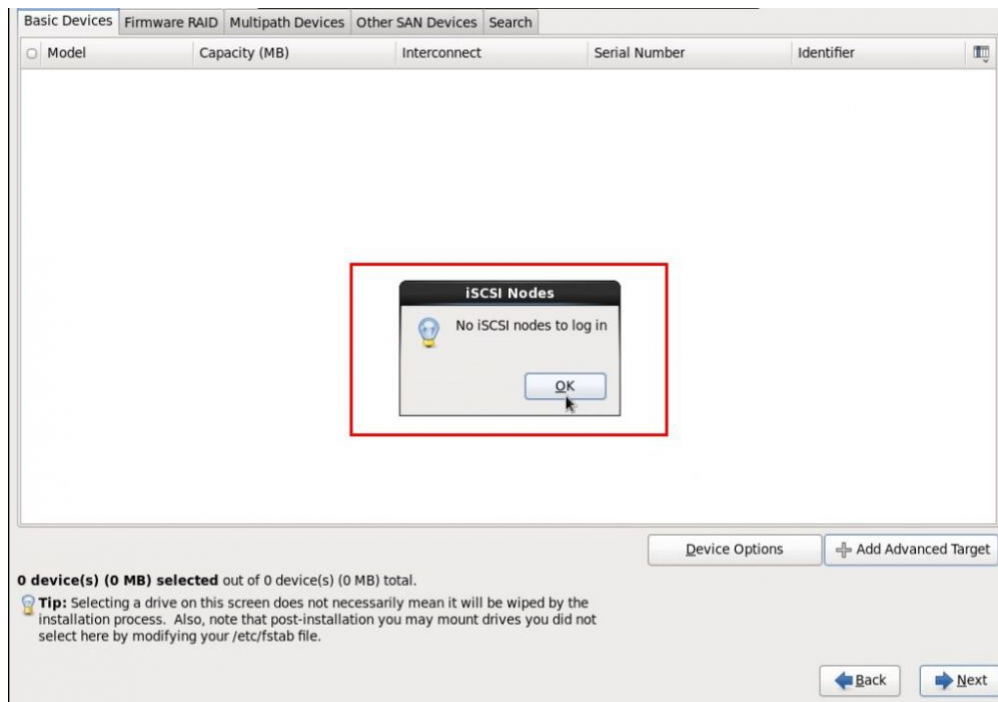 Basic Devices Firmware RAID Multipath Devices Other SAN Devices Search
Model Capacity (MB) Interconnect Serial Number Identifier
iSCSI Nodes
No iSCSI nodes to log in
OK
Device Options Add Advanced Target
0 device(s) (0 MB) selected out of 0 device(s) (0 MB) total.
Tip: Selecting a drive on this screen does not necessarily mean it will be wiped by the
installation process. Also, note that post-installation you may mount drives you did not
select here by modifying your /etc/fstab file.
Back Next